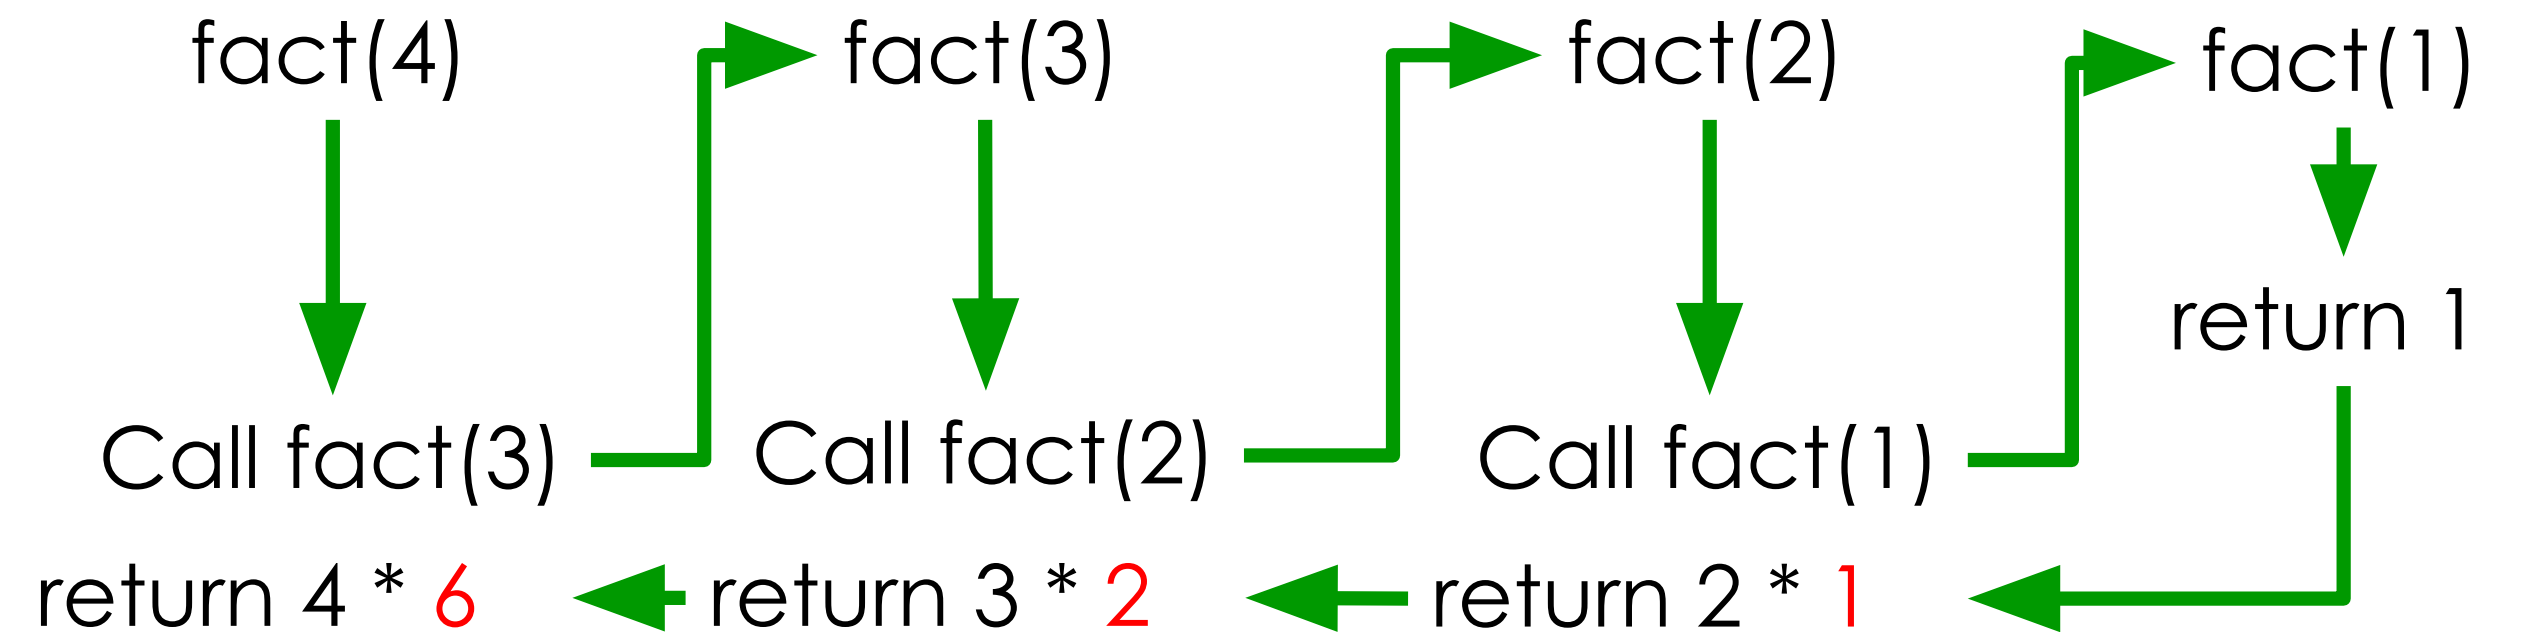 fact(4)
fact(3)
fact(2)
fact(1)
return 1
Call fact(3)
Call fact(2)
Call fact(1)
return 4 * 6
return 3 * 2
return 2 * 1